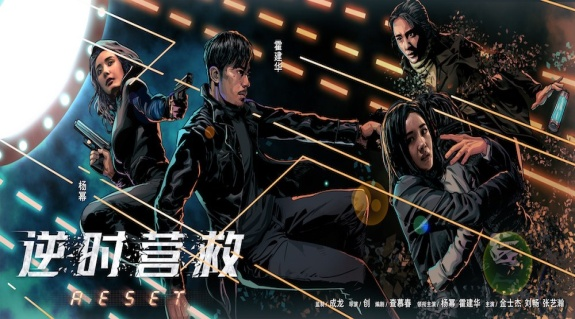 霍建华
杨幂
逆时营救
RESET
监制/ 成龙 导演/ 创 编剧/ 查慕春 领衔主演/ 杨幂 霍建华 主演/ 金士杰 刘畅 张艺瀚